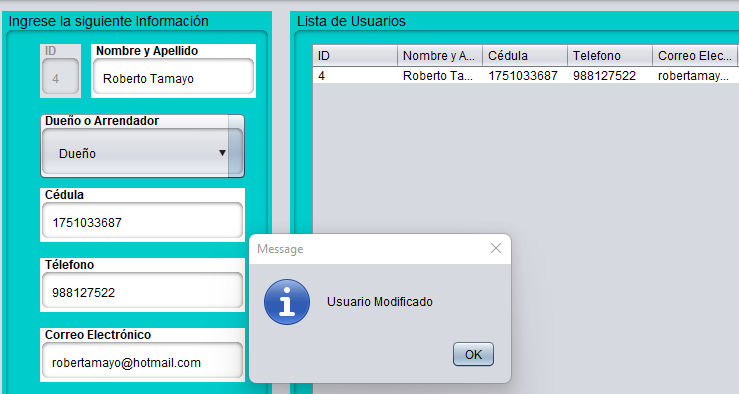 Ingrese la siguiente Información
ID
4
Nombre y Apellido
Roberto Tamayo
Dueño o Arrendador
Dueño
Cédula
1751033687
Télefono
988127522
Correo Electrónico
robertamayo@hotmail.com
Lista de Usuarios
ID Nombre y A... Cédula Telefono Correo Elec...
4 Roberto Ta... 1751033687 988127522 robertamay...
Message
Usuario Modificado
OK